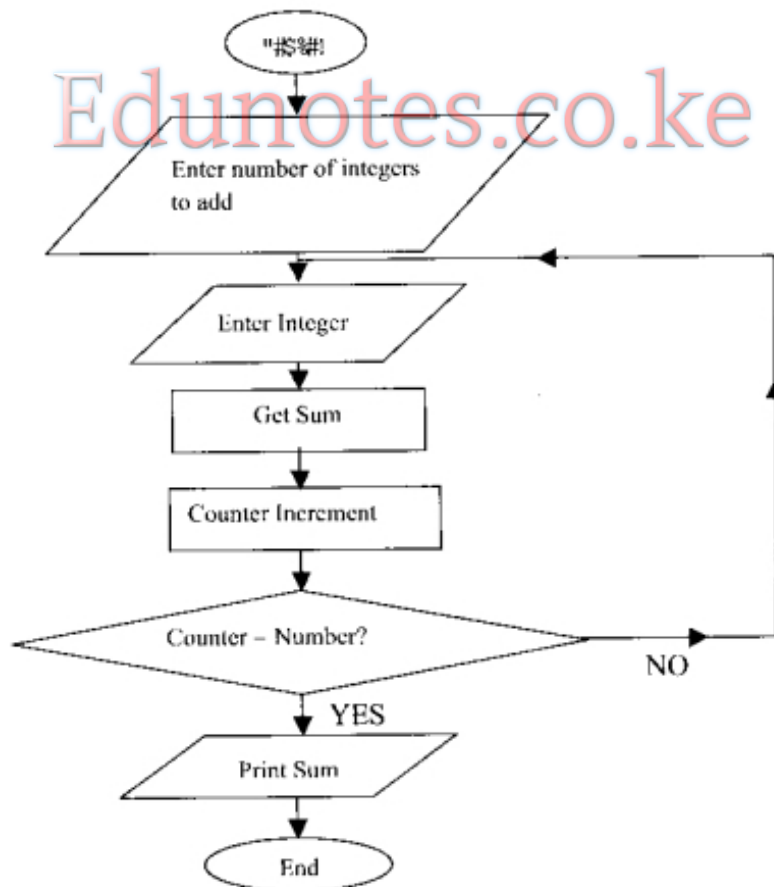 "#$%#!
Edunotes.co.ke
Enter number of integers
to add
Enter Integer
Get Sum
Counter Increment
Counter – Number?
NO
YES
Print Sum
End